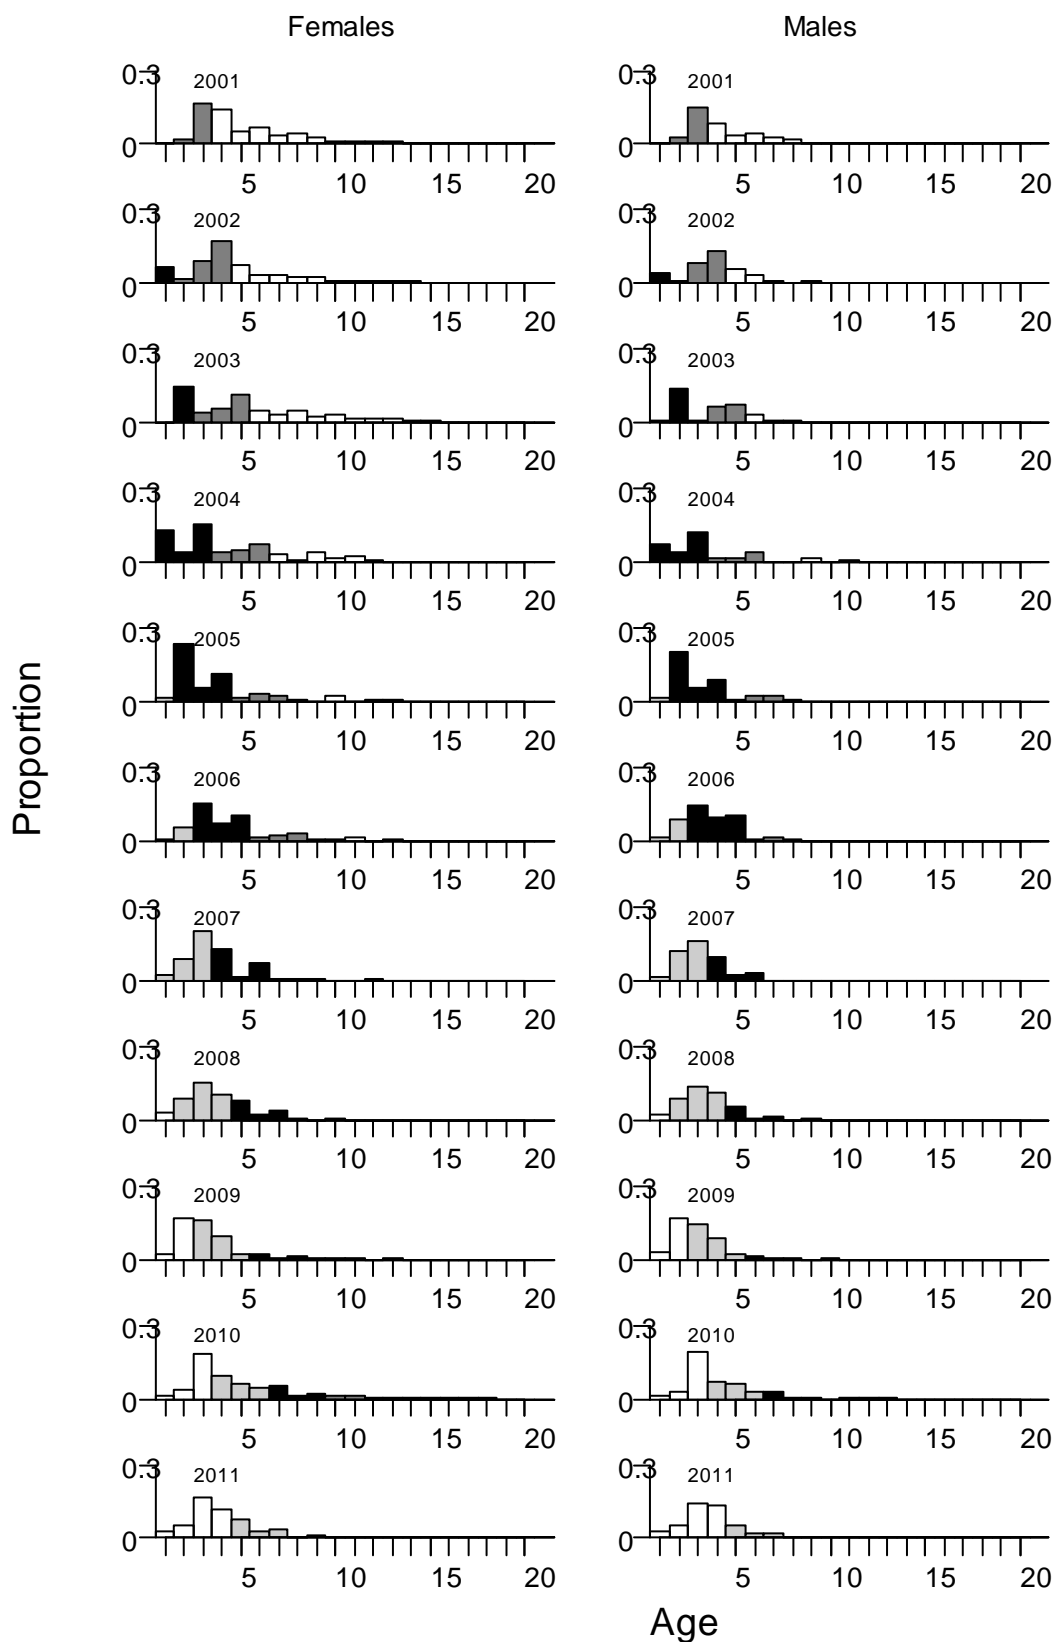 Females Males
0.3 2001 0.3 2001
0 0
5 10 15 20 5 10 15 20
0.3 2002 0.3 2002
0 0
5 10 15 20 5 10 15 20
0.3 2003 0.3 2003
0 0
5 10 15 20 5 10 15 20
0.3 2004 0.3 2004
0 0
5 10 15 20 5 10 15 20
0.3 2005 0.3 2005
0 0
5 10 15 20 5 10 15 20
Proportion
0.3 2006 0.3 2006
0 0
5 10 15 20 5 10 15 20
0.3 2007 0.3 2007
0 0
5 10 15 20 5 10 15 20
0.3 2008 0.3 2008
0 0
5 10 15 20 5 10 15 20
0.3 2009 0.3 2009
0 0
5 10 15 20 5 10 15 20
0.3 2010 0.3 2010
0 0
5 10 15 20 5 10 15 20
0.3 2011 0.3 2011
0 0
5 10 15 20 5 10 15 20
Age